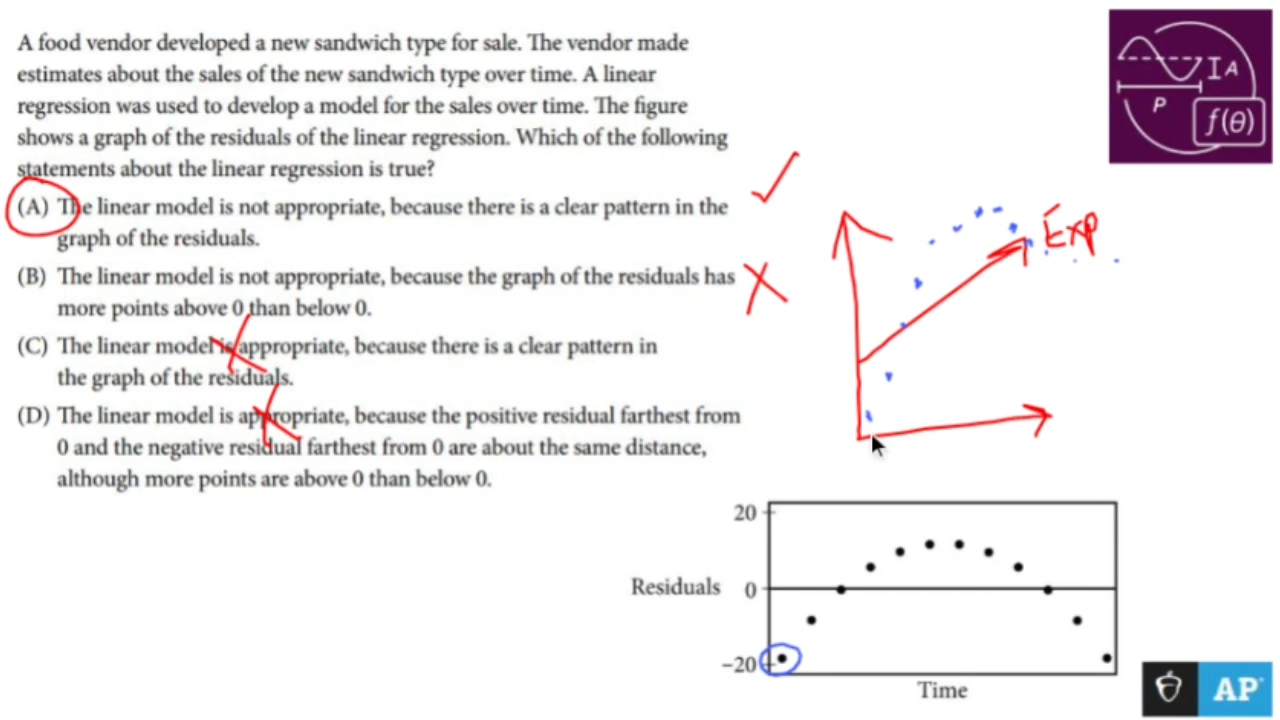 A food vendor developed a new sandwich type for sale. The vendor made
estimates about the sales of the new sandwich type over time. A linear
regression was used to develop a model for the sales over time. The figure
shows a graph of the residuals of the linear regression. Which of the following
statements about the linear regression is true?
(A) The linear model is not appropriate, because there is a clear pattern in the
graph of the residuals.
(B) The linear model is not appropriate, because the graph of the residuals has
more points above 0 than below 0.
(C) The linear model is appropriate, because there is a clear pattern in
the graph of the residuals.
(D) The linear model is appropriate, because the positive residual farthest from
0 and the negative residual farthest from 0 are about the same distance,
although more points are above 0 than below 0.
A
P
f(θ)
Exp
20
Residuals 0
−20
Time
AP